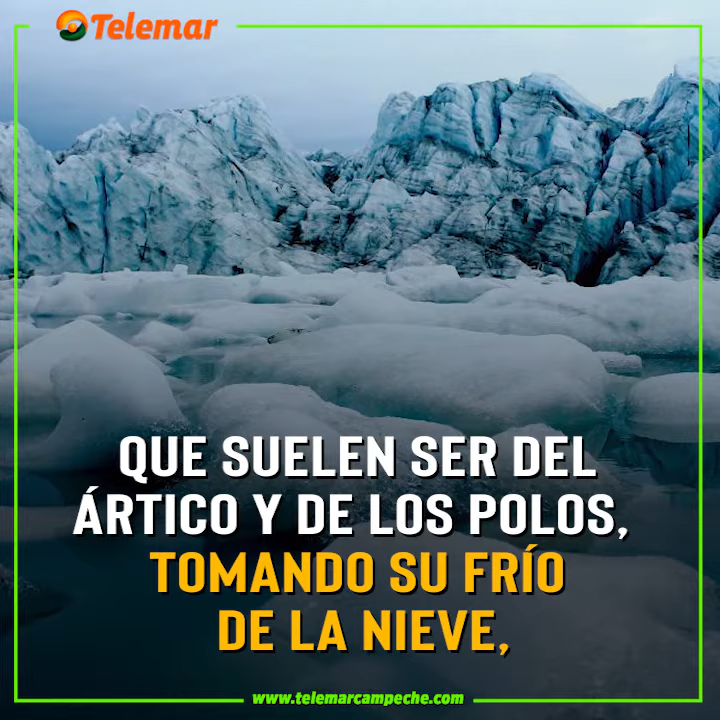 Telemar
QUE SUELEN SER DEL
ÁRTICO Y DE LOS POLOS,
TOMANDO SU FRÍO
DE LA NIEVE,
www.telemarcampeche.com